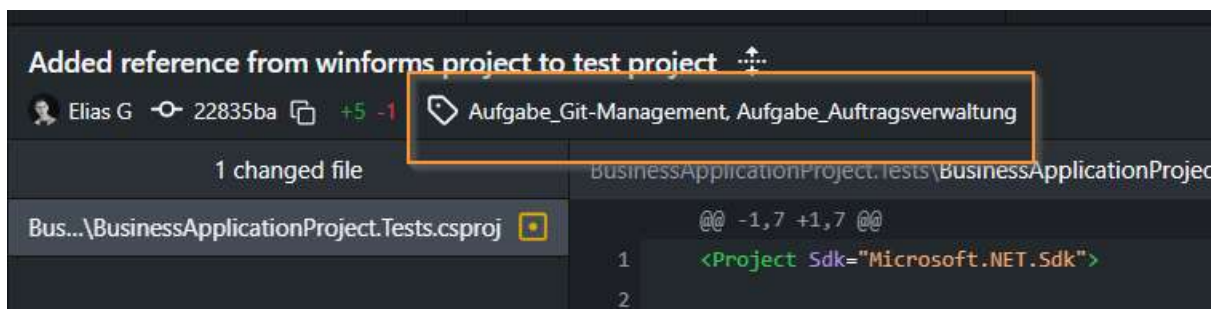 Added reference from winforms project to test project
Elias G 22835ba +5 -1 Aufgabe_Git-Management, Aufgabe_Auftragsverwaltung
1 changed file
BusinessApplicationProject.Tests\BusinessApplicationProjec
Bus...\BusinessApplicationProject.Tests.csproj
@@ -1,7 +1,7 @@
1 <Project Sdk="Microsoft.NET.Sdk">
2